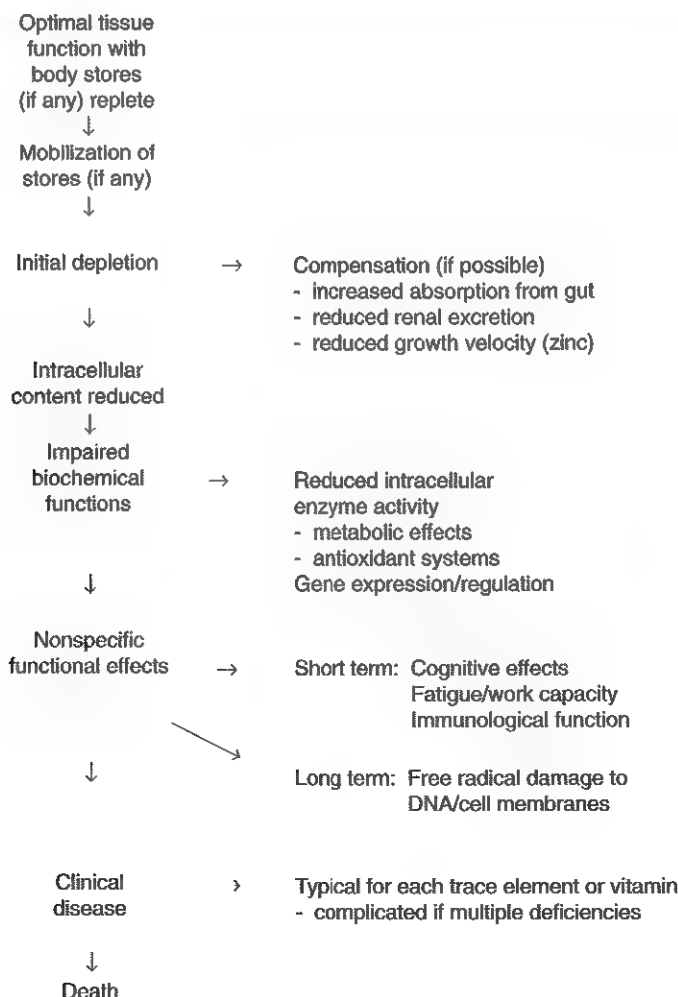 Optimal tissue
function with
body stores
(if any) replete
↓
Mobilization of
stores (if any)
↓
Initial depletion → Compensation (if possible)
- increased absorption from gut
↓ - reduced renal excretion
- reduced growth velocity (zinc)
Intracellular
content reduced
↓
Impaired
biochemical → Reduced intracellular
functions enzyme activity
- metabolic effects
- antioxidant systems
↓ Gene expression/regulation
Nonspecific
functional effects → Short term: Cognitive effects
Fatigue/work capacity
Immunological function
↓ Long term: Free radical damage to
DNA/cell membranes
Clinical › Typical for each trace element or vitamin
disease - complicated if multiple deficiencies
↓
Death